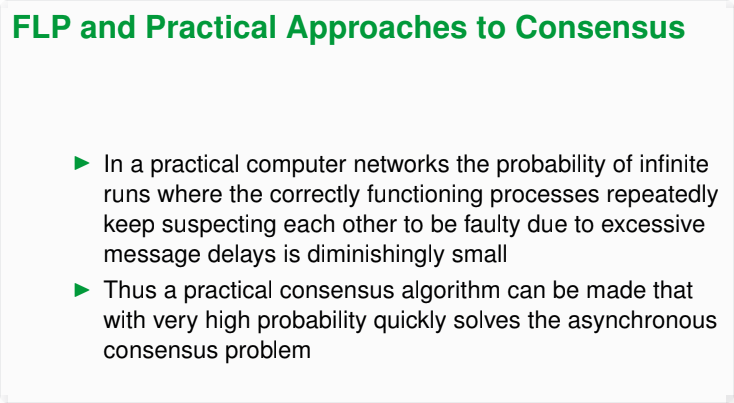 FLP and Practical Approaches to Consensus
In a practical computer networks the probability of infinite
runs where the correctly functioning processes repeatedly
keep suspecting each other to be faulty due to excessive
message delays is diminishingly small
Thus a practical consensus algorithm can be made that
with very high probability quickly solves the asynchronous
consensus problem